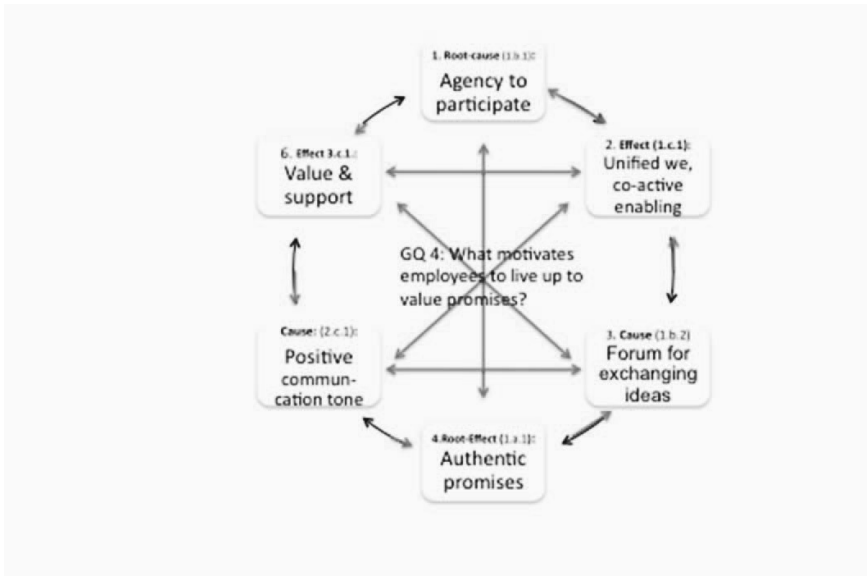 1. Root-cause (1.b.1):
Agency to
participate
2. Effect (1.c.1):
Unified we,
co-active
enabling
3. Cause (1.b.2)
Forum for
exchanging
ideas
4.Root-Effect (1.a.1):
Authentic
promises
Cause: (2.c.1):
Positive
commun-
cation tone
6. Effect 3.c.1.:
Value &
support
GQ 4: What motivates
employees to live up to
value promises?